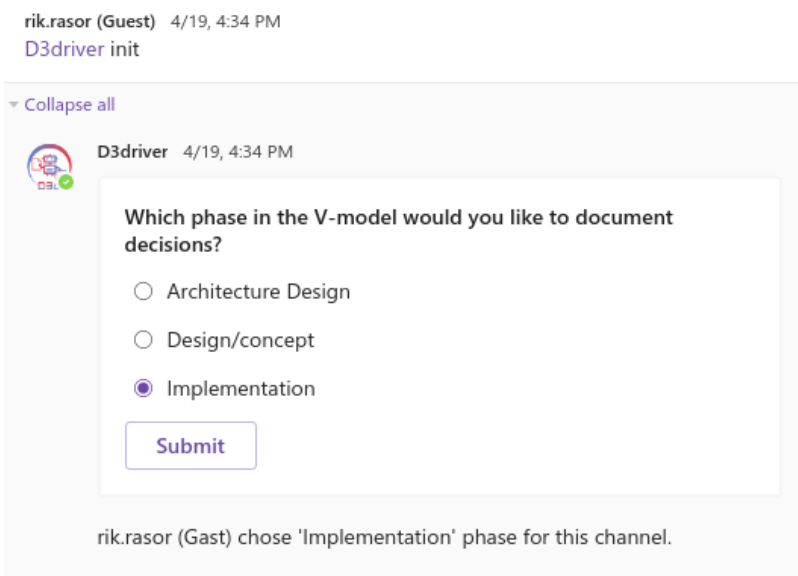 rik.rasor (Guest) 4/19, 4:34 PM
D3driver init
Collapse all
D3driver 4/19, 4:34 PM
Which phase in the V-model would you like to document
decisions?
Architecture Design
Design/concept
Implementation
Submit
rik.rasor (Gast) chose 'Implementation' phase for this channel.